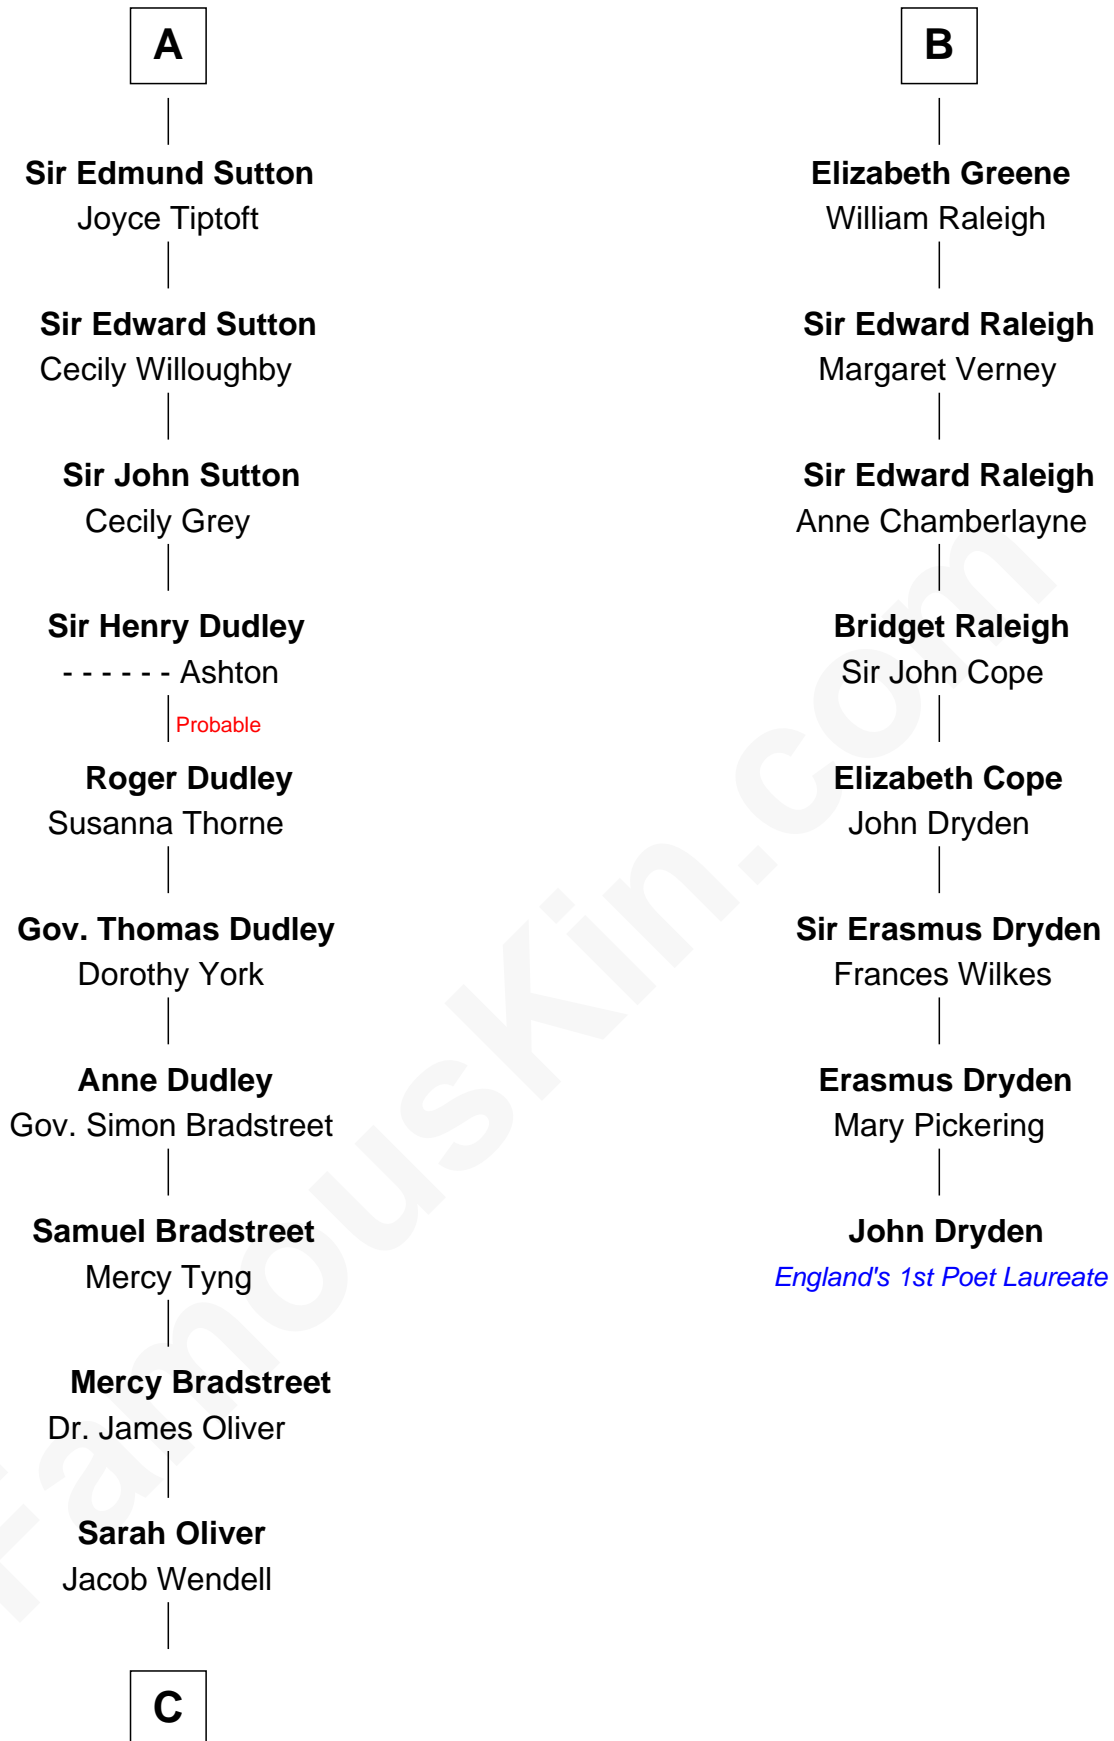 A
Sir Edmund Sutton
Joyce Tiptoft
Sir Edward Sutton
Cecily Willoughby
Sir John Sutton
Cecily Grey
Sir Henry Dudley
- - - - - - Ashton
Probable
Roger Dudley
Susanna Thorne
Gov. Thomas Dudley
Dorothy York
Anne Dudley
Gov. Simon Bradstreet
Samuel Bradstreet
Mercy Tyng
Mercy Bradstreet
Dr. James Oliver
Sarah Oliver
Jacob Wendell
C
B
Elizabeth Greene
William Raleigh
Sir Edward Raleigh
Margaret Verney
Sir Edward Raleigh
Anne Chamberlayne
Bridget Raleigh
Sir John Cope
Elizabeth Cope
John Dryden
Sir Erasmus Dryden
Frances Wilkes
Erasmus Dryden
Mary Pickering
John Dryden
England's 1st Poet Laureate
FamousKin.com